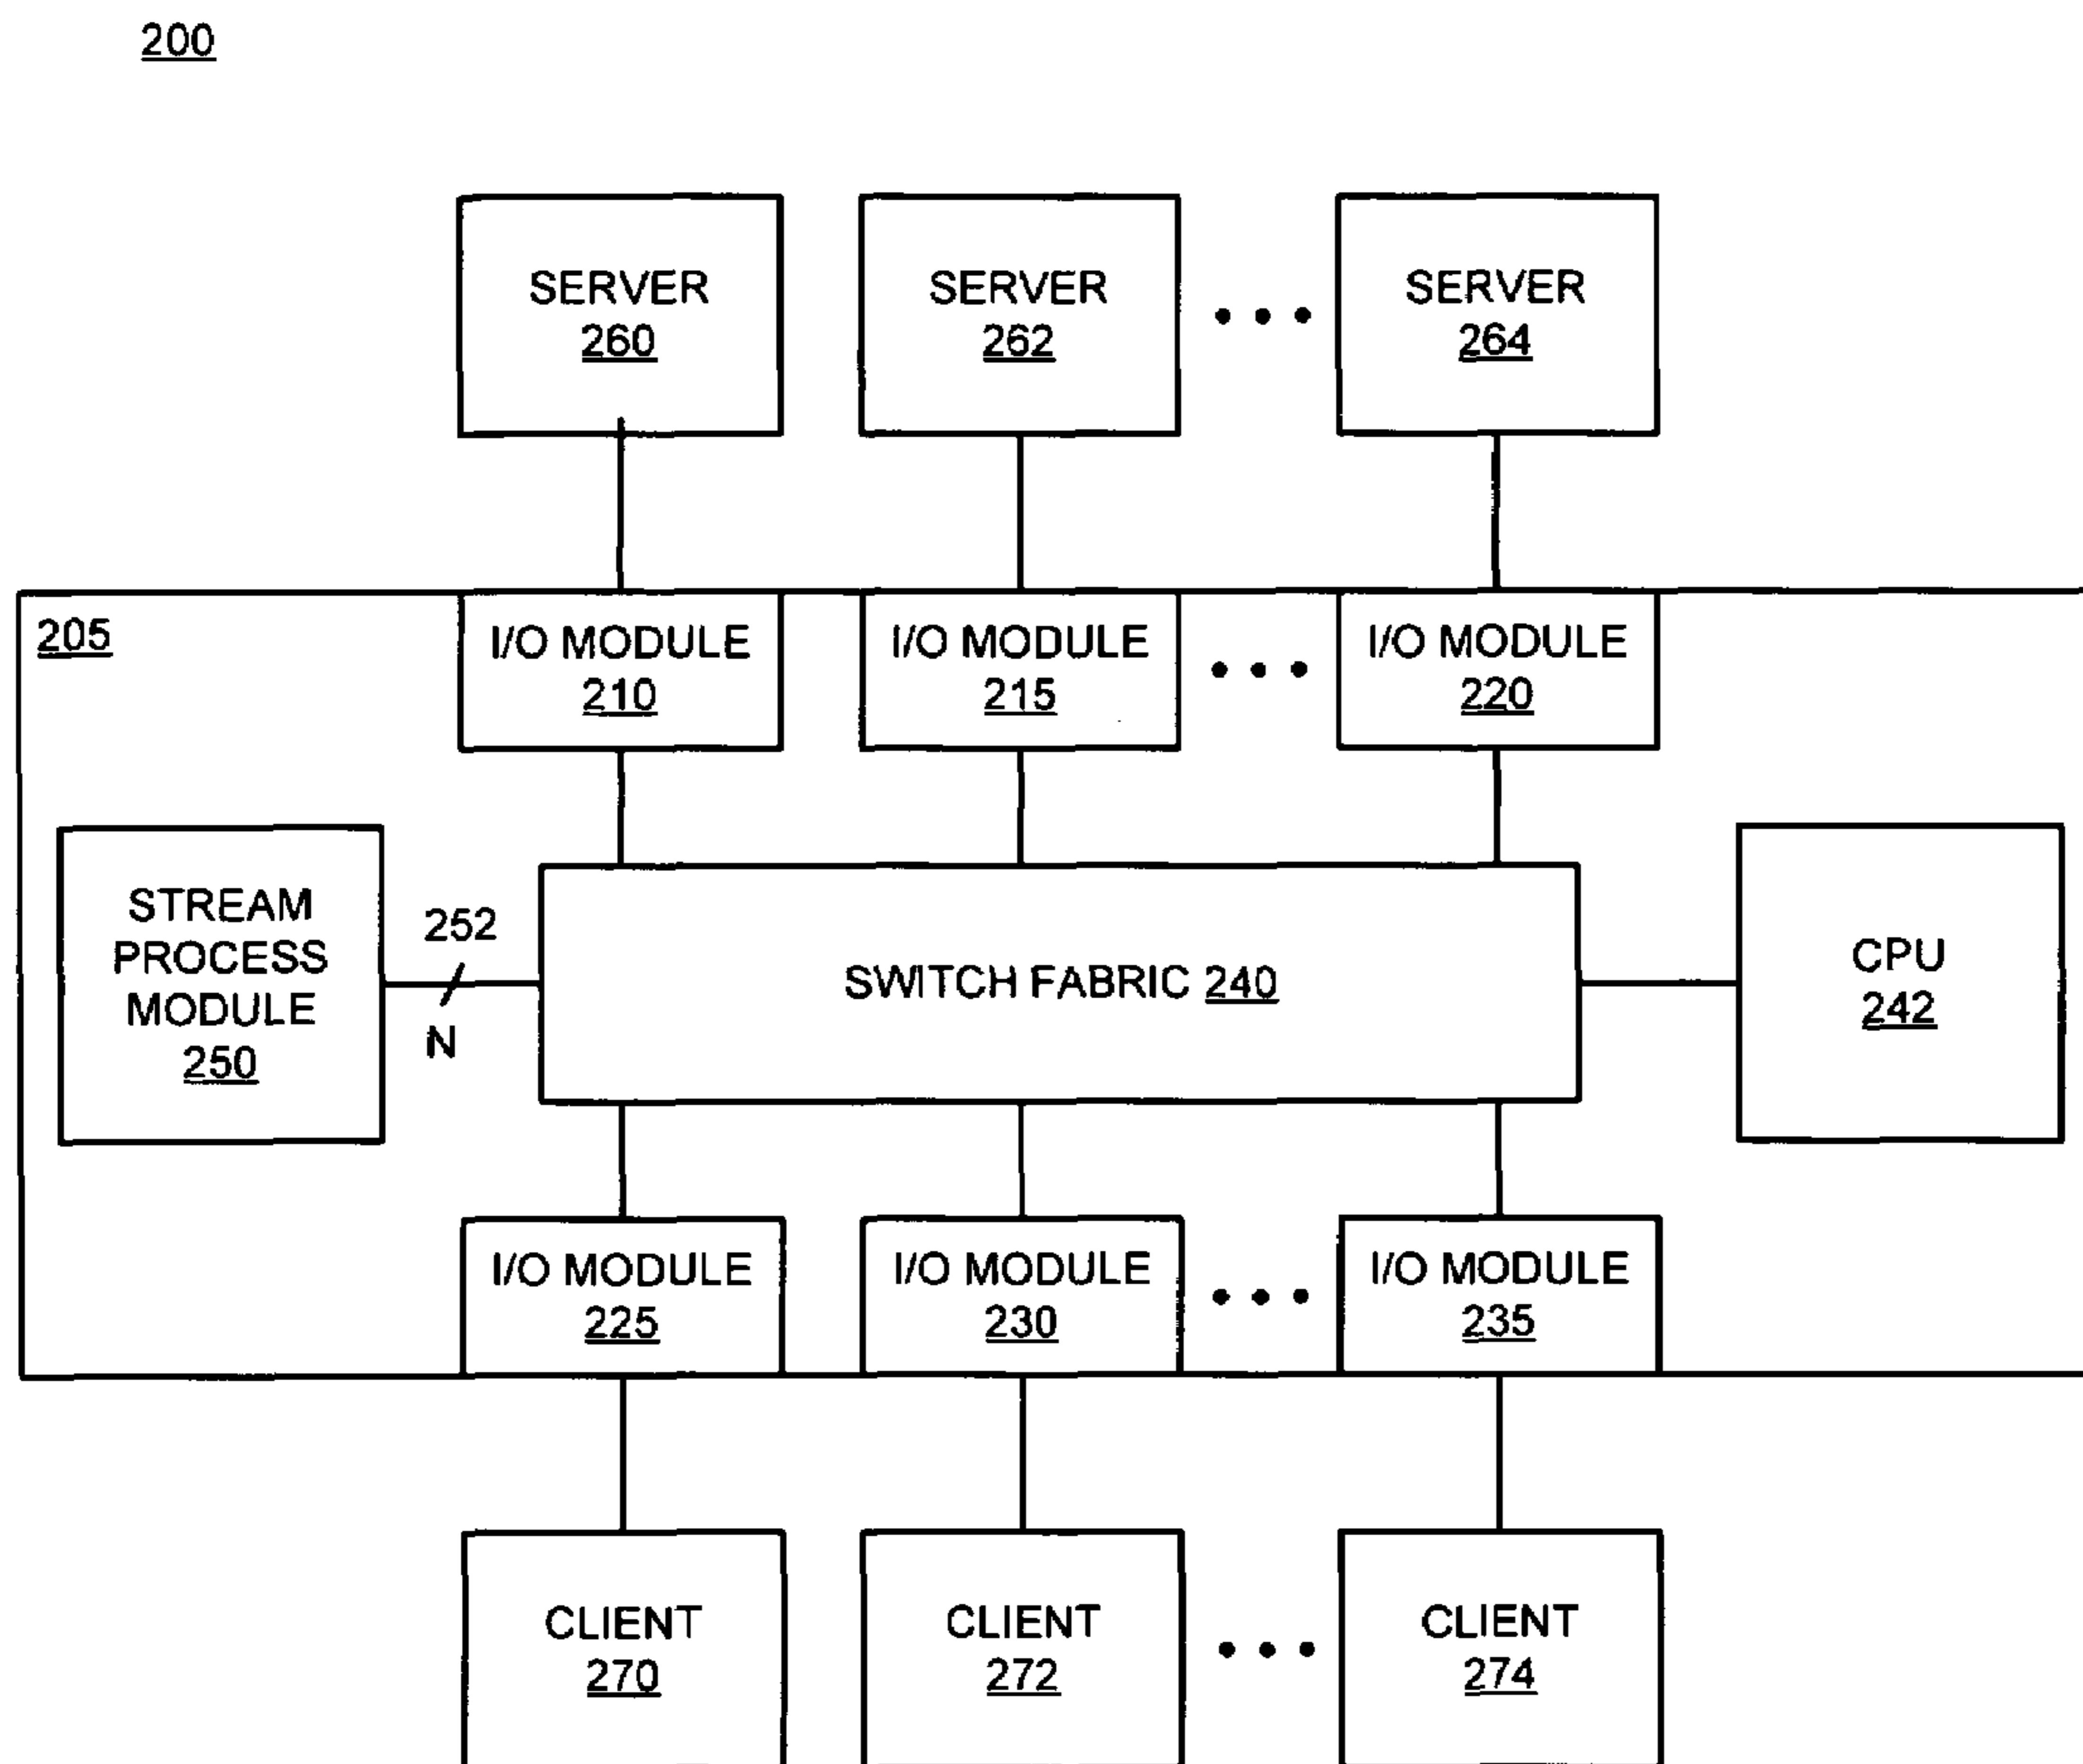 200
SERVER
260
SERVER
262
SERVER
264
205
I/O MODULE
210
I/O MODULE
215
I/O MODULE
220
STREAM
PROCESS
MODULE
250
252
N
SWITCH FABRIC 240
CPU
242
I/O MODULE
225
I/O MODULE
230
I/O MODULE
235
CLIENT
270
CLIENT
272
CLIENT
274